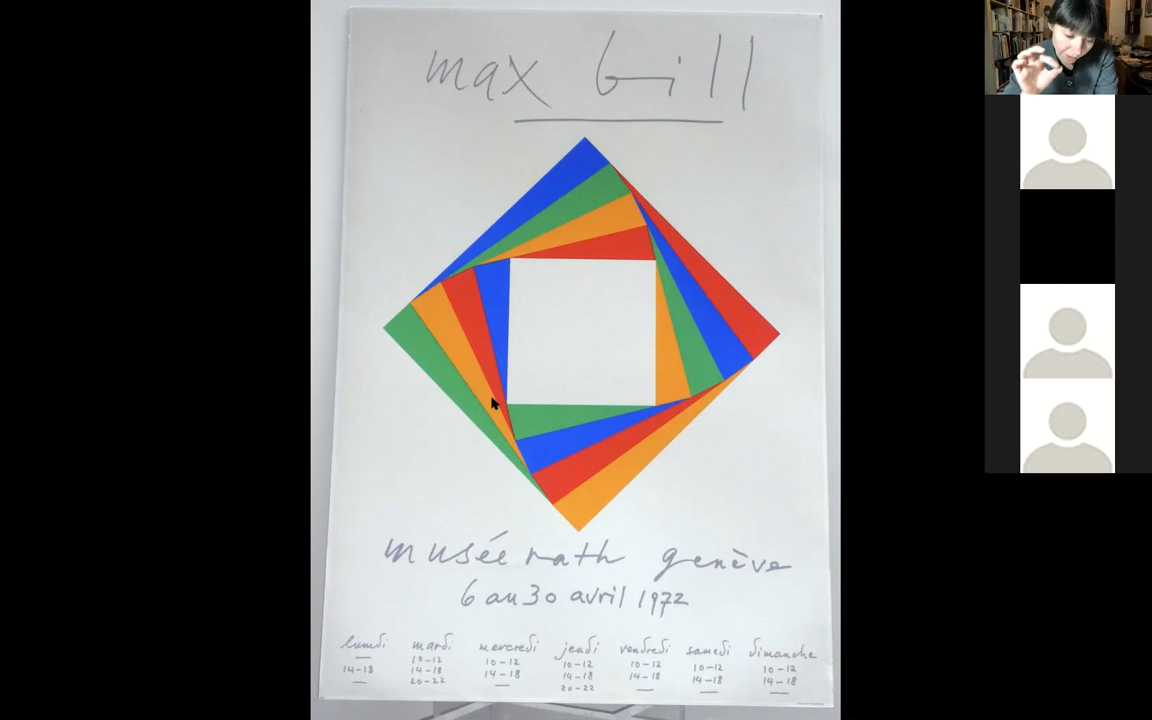 max bill
musée rath genève
6 au 30 avril 1972
lundi mardi mercredi jeudi vendredi samedi dimanche
10-12 10-12 10-12 10-12 10-12 10-12
14-18 14-18 14-18 14-18 14-18 14-18 14-18
20-22 20-22